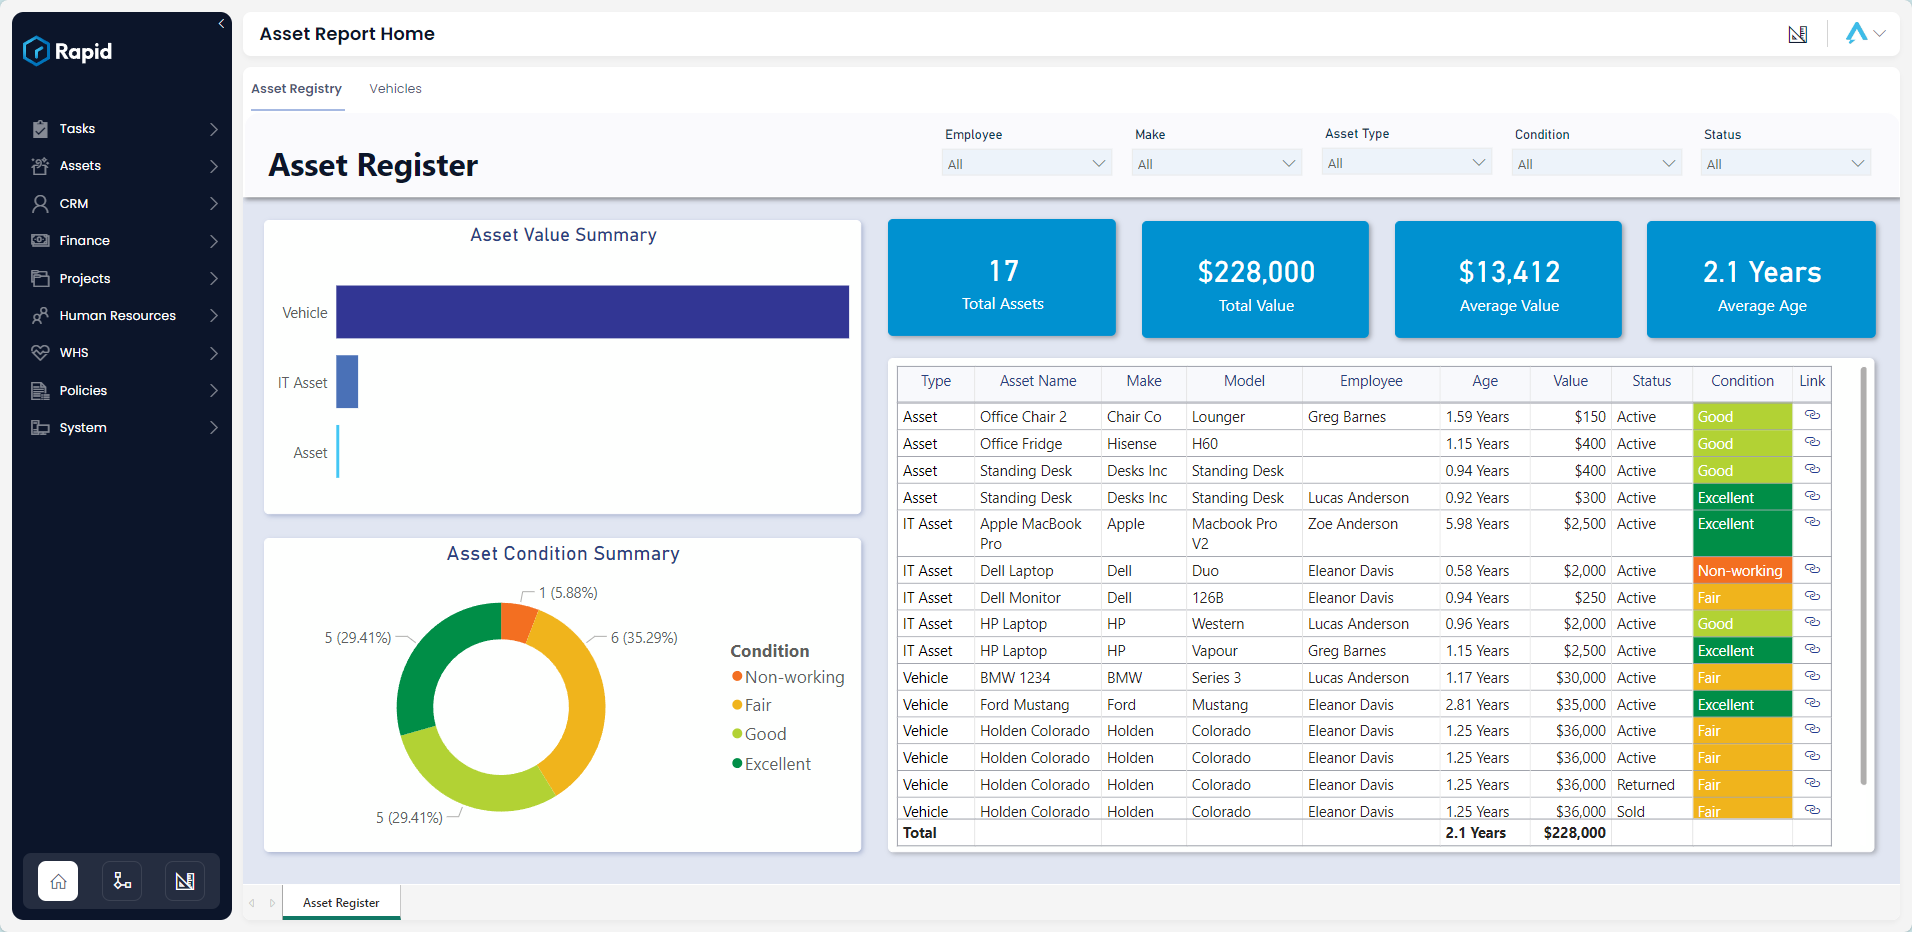 Rapid
Tasks
Assets
CRM
Finance
Projects
Human Resources
WHS
Policies
System
Asset Report Home
Asset Registry Vehicles
Asset Register
Employee Make Asset Type Condition Status
All All All All All
Asset Value Summary
Vehicle
IT Asset
Asset
17
Total Assets
$228,000
Total Value
$13,412
Average Value
2.1 Years
Average Age
Asset Condition Summary
1 (5.88%)
5 (29.41%)
6 (35.29%)
5 (29.41%)
Condition
Non-working
Fair
Good
Excellent
Type Asset Name Make Model Employee Age Value Status Condition Link
Asset Office Chair 2 Chair Co Lounger Greg Barnes 1.59 Years $150 Active Good
Asset Office Fridge Hisense H60 1.15 Years $400 Active Good
Asset Standing Desk Desks Inc Standing Desk 0.94 Years $400 Active Good
Asset Standing Desk Desks Inc Standing Desk Lucas Anderson 0.92 Years $300 Active Excellent
IT Asset Apple MacBook Apple Macbook Pro Zoe Anderson 5.98 Years $2,500 Active Excellent
Pro V2
IT Asset Dell Laptop Dell Duo Eleanor Davis 0.58 Years $2,000 Active Non-working
IT Asset Dell Monitor Dell 126B Eleanor Davis 0.94 Years $250 Active Fair
IT Asset HP Laptop HP Western Lucas Anderson 0.96 Years $2,000 Active Good
IT Asset HP Laptop HP Vapour Greg Barnes 1.15 Years $2,500 Active Excellent
Vehicle BMW 1234 BMW Series 3 Lucas Anderson 1.17 Years $30,000 Active Fair
Vehicle Ford Mustang Ford Mustang Eleanor Davis 2.81 Years $35,000 Active Excellent
Vehicle Holden Colorado Holden Colorado Eleanor Davis 1.25 Years $36,000 Active Fair
Vehicle Holden Colorado Holden Colorado Eleanor Davis 1.25 Years $36,000 Active Fair
Vehicle Holden Colorado Holden Colorado Eleanor Davis 1.25 Years $36,000 Returned Fair
Vehicle Holden Colorado Holden Colorado Eleanor Davis 1.25 Years $36,000 Sold Fair
Total 2.1 Years $228,000
Asset Register